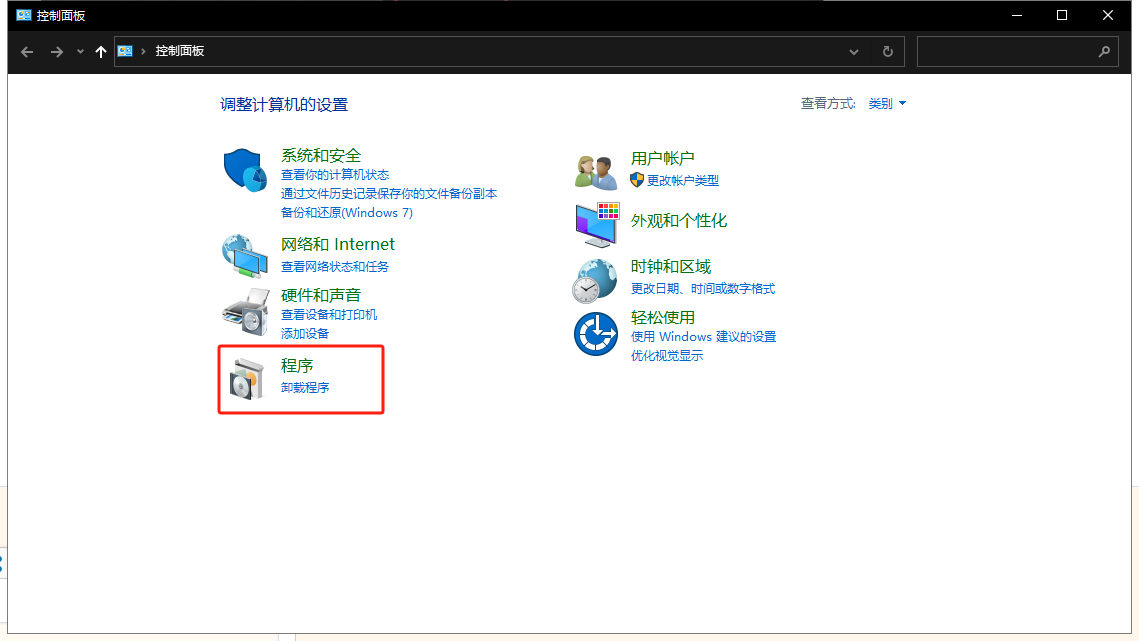 控制面板
控制面板
调整计算机的设置
查看方式: 类别
系统和安全
查看你的计算机状态
通过文件历史记录保存你的文件备份副本
备份和还原(Windows 7)
网络和 Internet
查看网络状态和任务
硬件和声音
查看设备和打印机
添加设备
程序
卸载程序
用户帐户
更改帐户类型
外观和个性化
时钟和区域
更改日期、时间或数字格式
轻松使用
使用 Windows 建议的设置
优化视觉显示